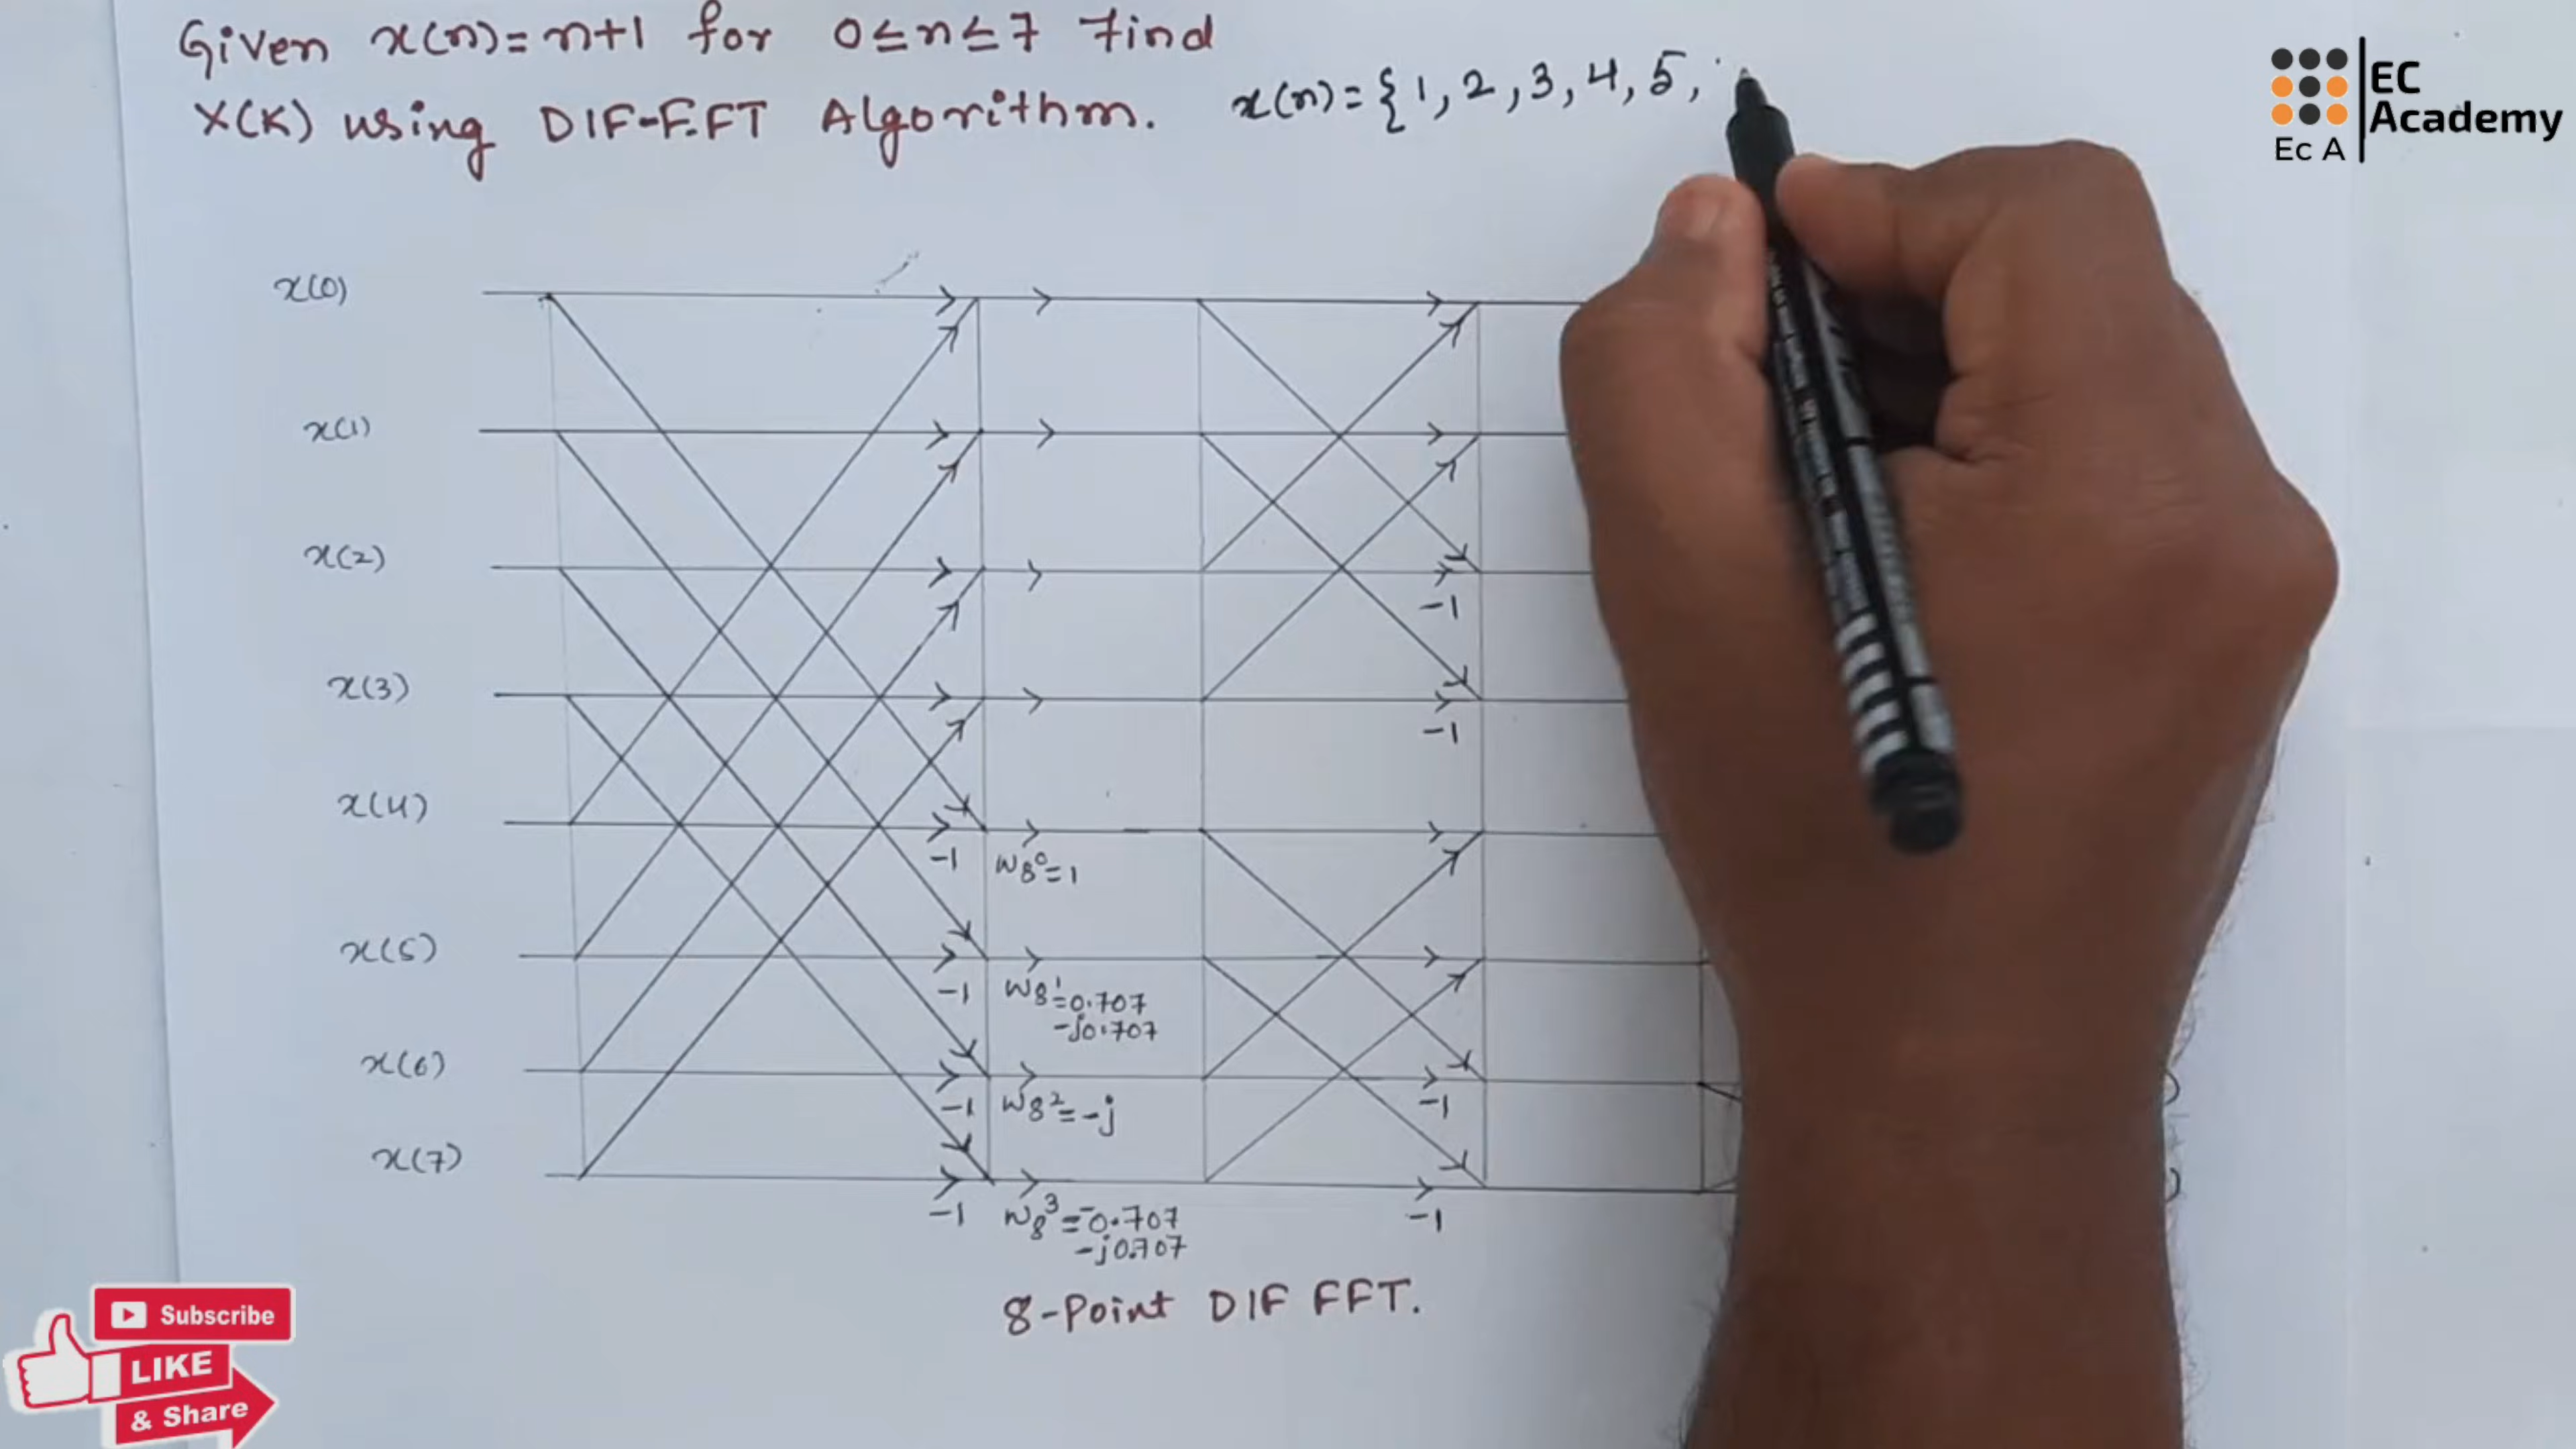 Given x(n)=n+1 for 0≤n≤7 find
X(K) using DIF-F.FT Algorithm.
x(n)={1,2,3,4,5,
EC
Academy
Ec A
x(0)
x(1)
x(2)
-1
x(3)
-1
x(4)
-1 W8^0=1
x(5)
-1 W8^1=0.707
-j0.707
x(6)
-1 W8^2=-j
-1
x(7)
-1 W8^3=-0.707
-j0.707
-1
8-Point DIF FFT.
Subscribe
LIKE
& Share